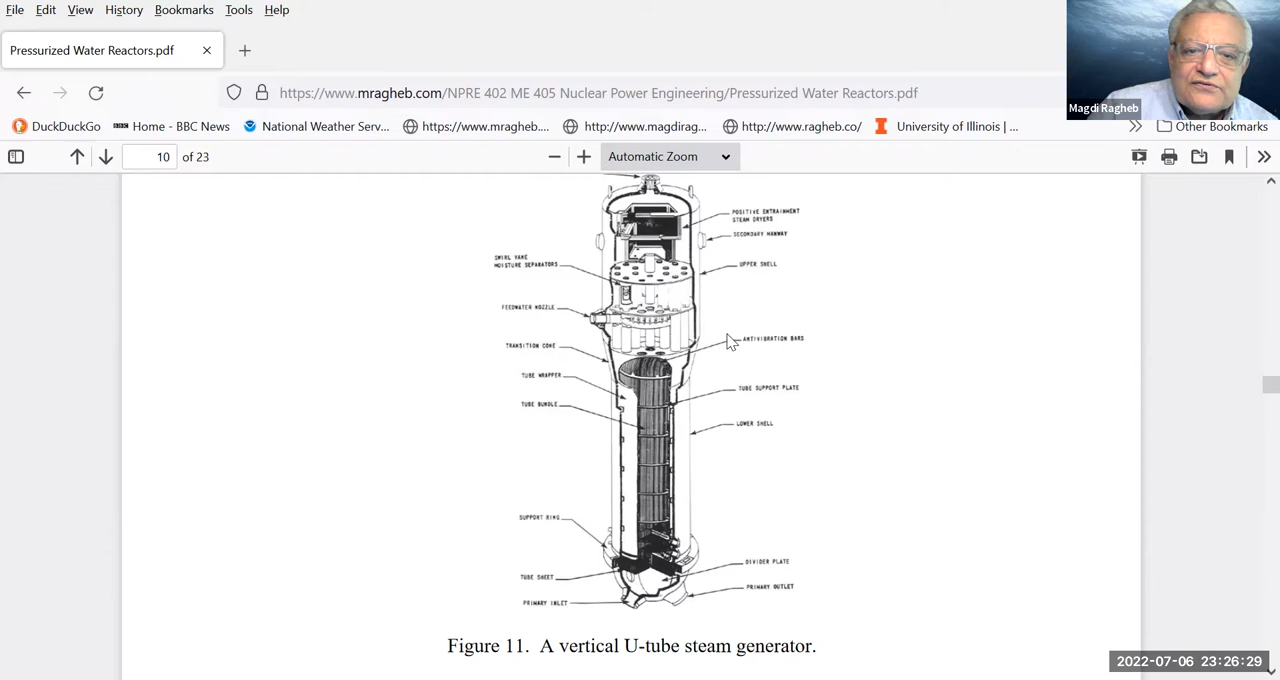 File Edit View History Bookmarks Tools Help
Pressurized Water Reactors.pdf
https://www.mragheb.com/NPRE 402 ME 405 Nuclear Power Engineering/Pressurized Water Reactors.pdf
Magdi Ragheb
DuckDuckGo
BBC Home - BBC News
National Weather Serv...
https://www.mragheb....
http://www.magdirag...
http://www.ragheb.co/
University of Illinois |...
Other Bookmarks
10 of 23
Automatic Zoom
POSITIVE ENTRAINMENT
STEAM DRYERS
SECONDARY MANWAY
SWIRL VANE
MOISTURE SEPARATORS
UPPER SHELL
FEEDWATER NOZZLE
ANTIVIBRATION BARS
TRANSITION CONE
TUBE WRAPPER
TUBE SUPPORT PLATE
TUBE BUNDLE
LOWER SHELL
SUPPORT RING
DIVIDER PLATE
TUBE SHEET
PRIMARY OUTLET
PRIMARY INLET
Figure 11. A vertical U-tube steam generator.
2022-07-06 23:26:29